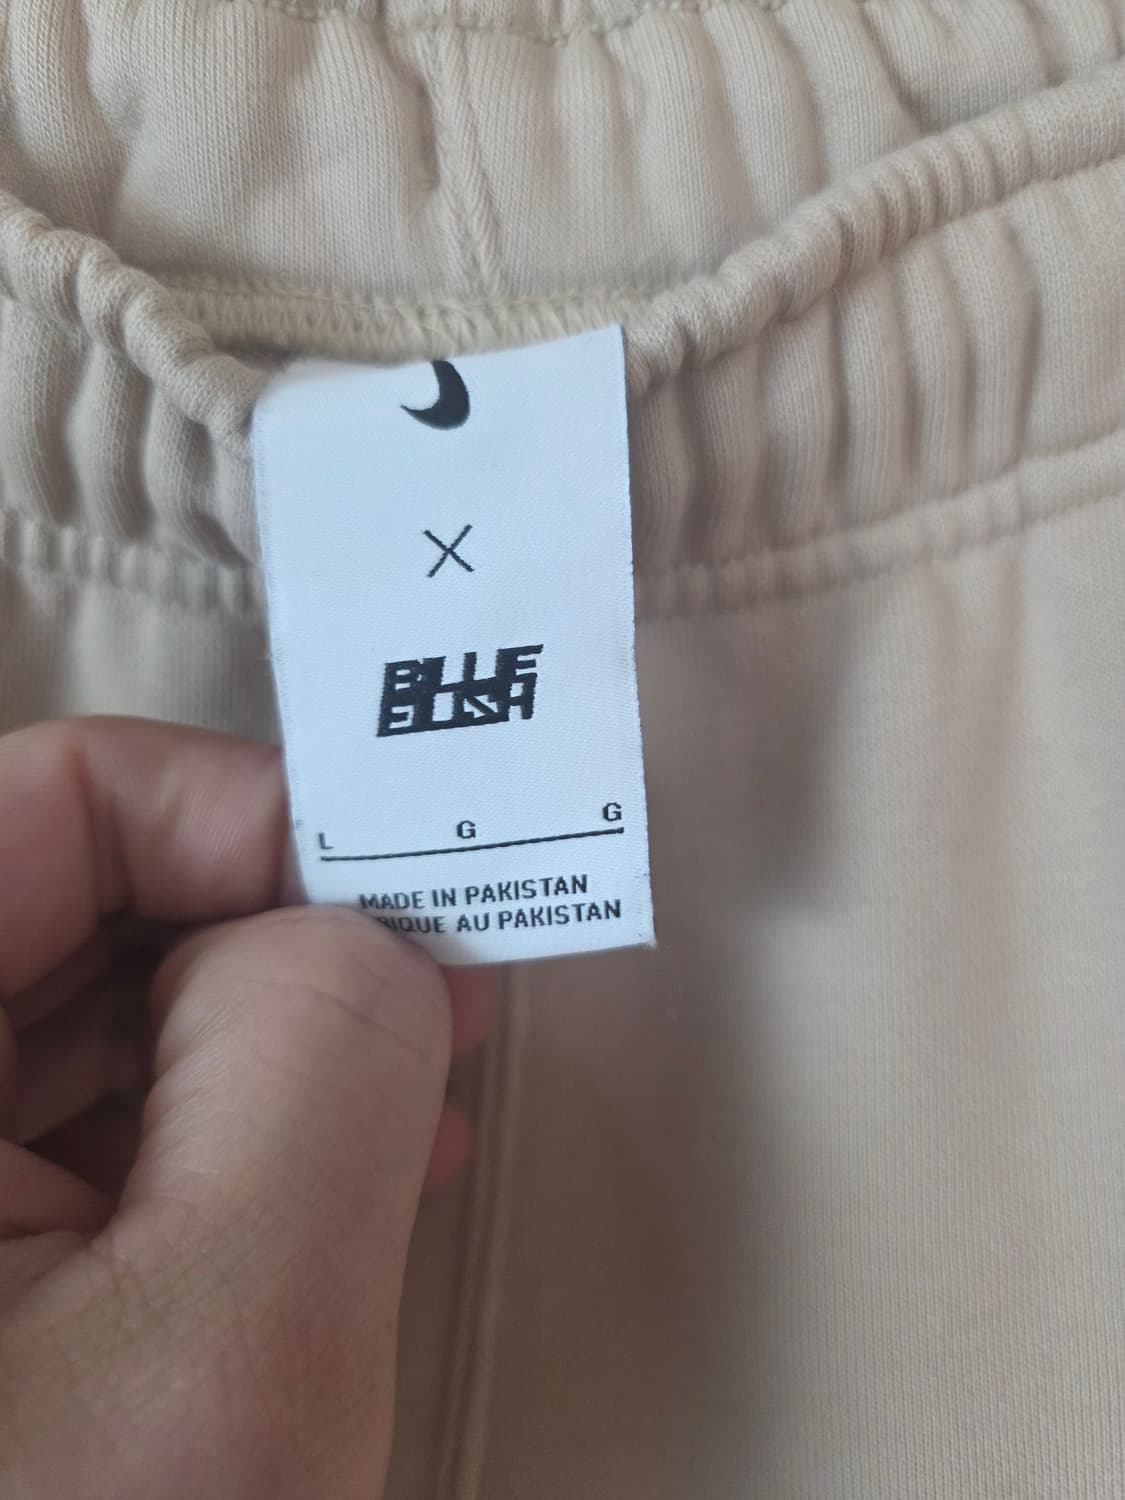 X
BILLIE
EILISH
L G G
MADE IN PAKISTAN
AU PAKISTAN